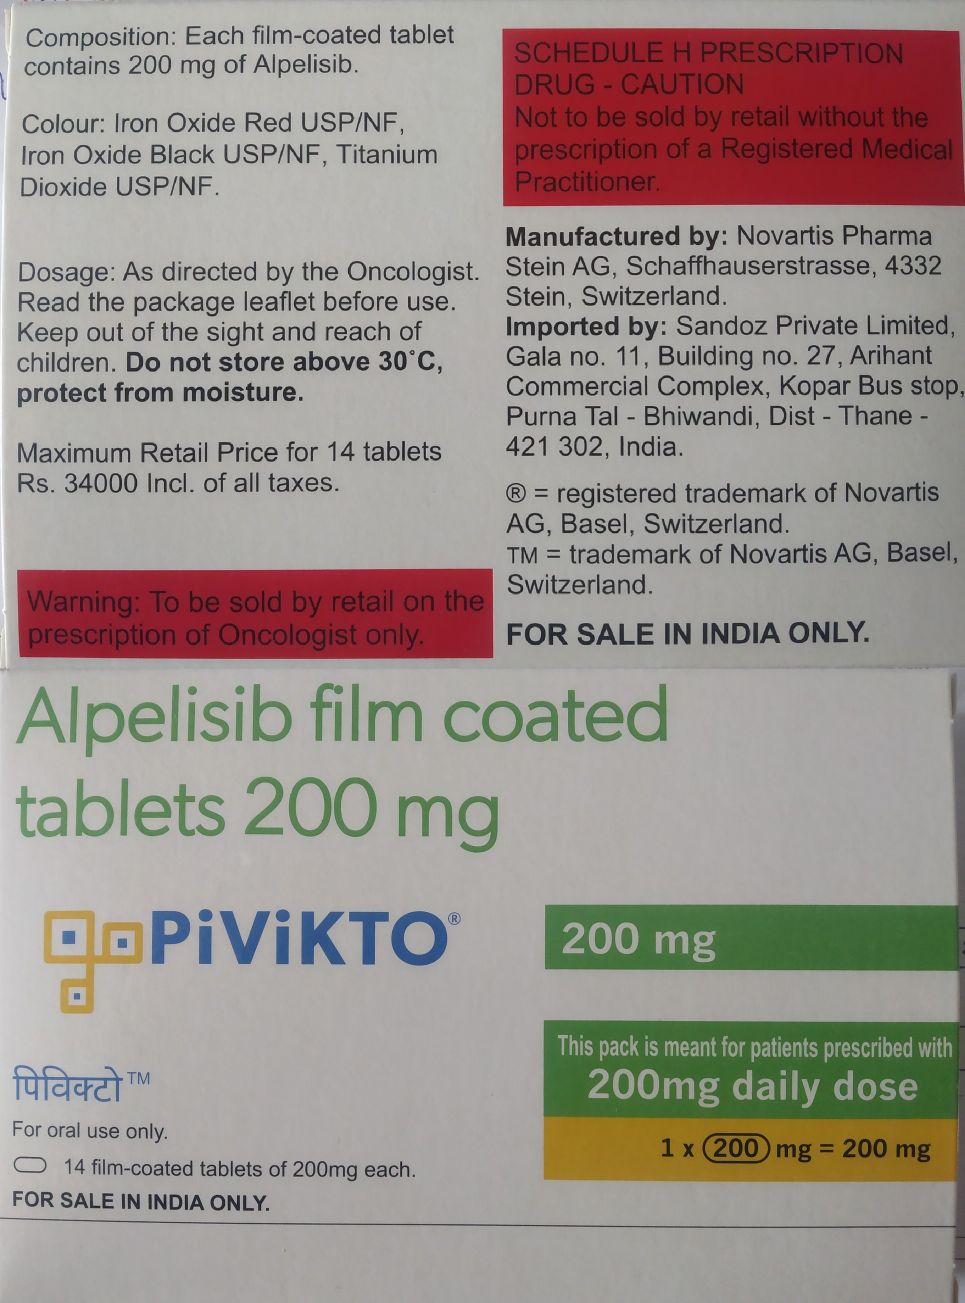 Composition: Each film-coated tablet
contains 200 mg of Alpelisib.
Colour: Iron Oxide Red USP/NF,
Iron Oxide Black USP/NF, Titanium
Dioxide USP/NF.
Dosage: As directed by the Oncologist.
Read the package leaflet before use.
Keep out of the sight and reach of
children. Do not store above 30°C,
protect from moisture.
Maximum Retail Price for 14 tablets
Rs. 34000 Incl. of all taxes.
Warning: To be sold by retail on the
prescription of Oncologist only.
SCHEDULE H PRESCRIPTION
DRUG - CAUTION
Not to be sold by retail without the
prescription of a Registered Medical
Practitioner.
Manufactured by: Novartis Pharma
Stein AG, Schaffhauserstrasse, 4332
Stein, Switzerland.
Imported by: Sandoz Private Limited,
Gala no. 11, Building no. 27, Arihant
Commercial Complex, Kopar Bus stop,
Purna Tal - Bhiwandi, Dist - Thane -
421 302, India.
® = registered trademark of Novartis
AG, Basel, Switzerland.
TM = trademark of Novartis AG, Basel,
Switzerland.
FOR SALE IN INDIA ONLY.
Alpelisib film coated
tablets 200 mg
PiViKTO®
200 mg
This pack is meant for patients prescribed with
200mg daily dose
1 x 200 mg = 200 mg
पिविक्टो™
For oral use only.
14 film-coated tablets of 200mg each.
FOR SALE IN INDIA ONLY.